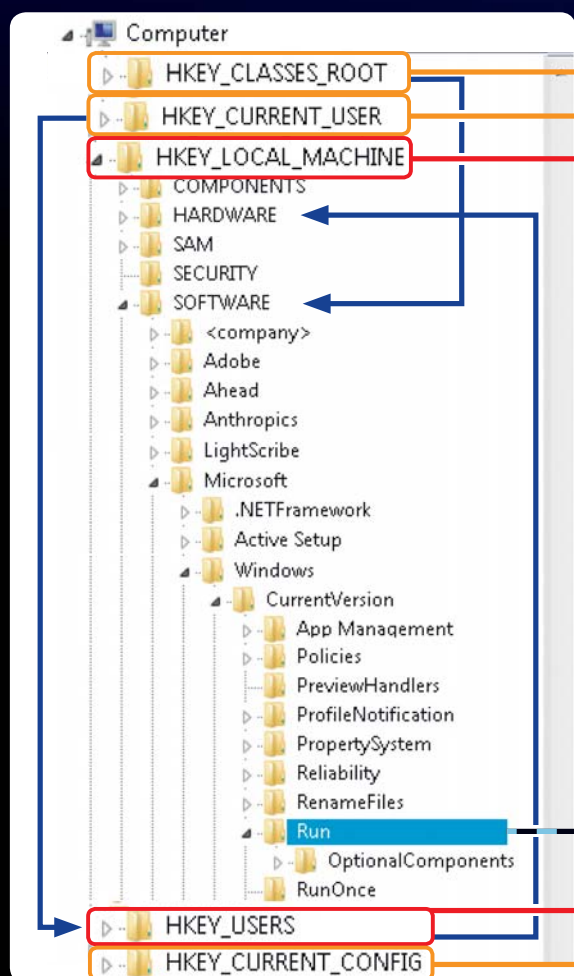 Computer
HKEY_CLASSES_ROOT
HKEY_CURRENT_USER
HKEY_LOCAL_MACHINE
COMPONENTS
HARDWARE
SAM
SECURITY
SOFTWARE
<company>
Adobe
Ahead
Anthropics
LightScribe
Microsoft
.NETFramework
Active Setup
Windows
CurrentVersion
App Management
Policies
PreviewHandlers
ProfileNotification
PropertySystem
Reliability
RenameFiles
Run
OptionalComponents
RunOnce
HKEY_USERS
HKEY_CURRENT_CONFIG